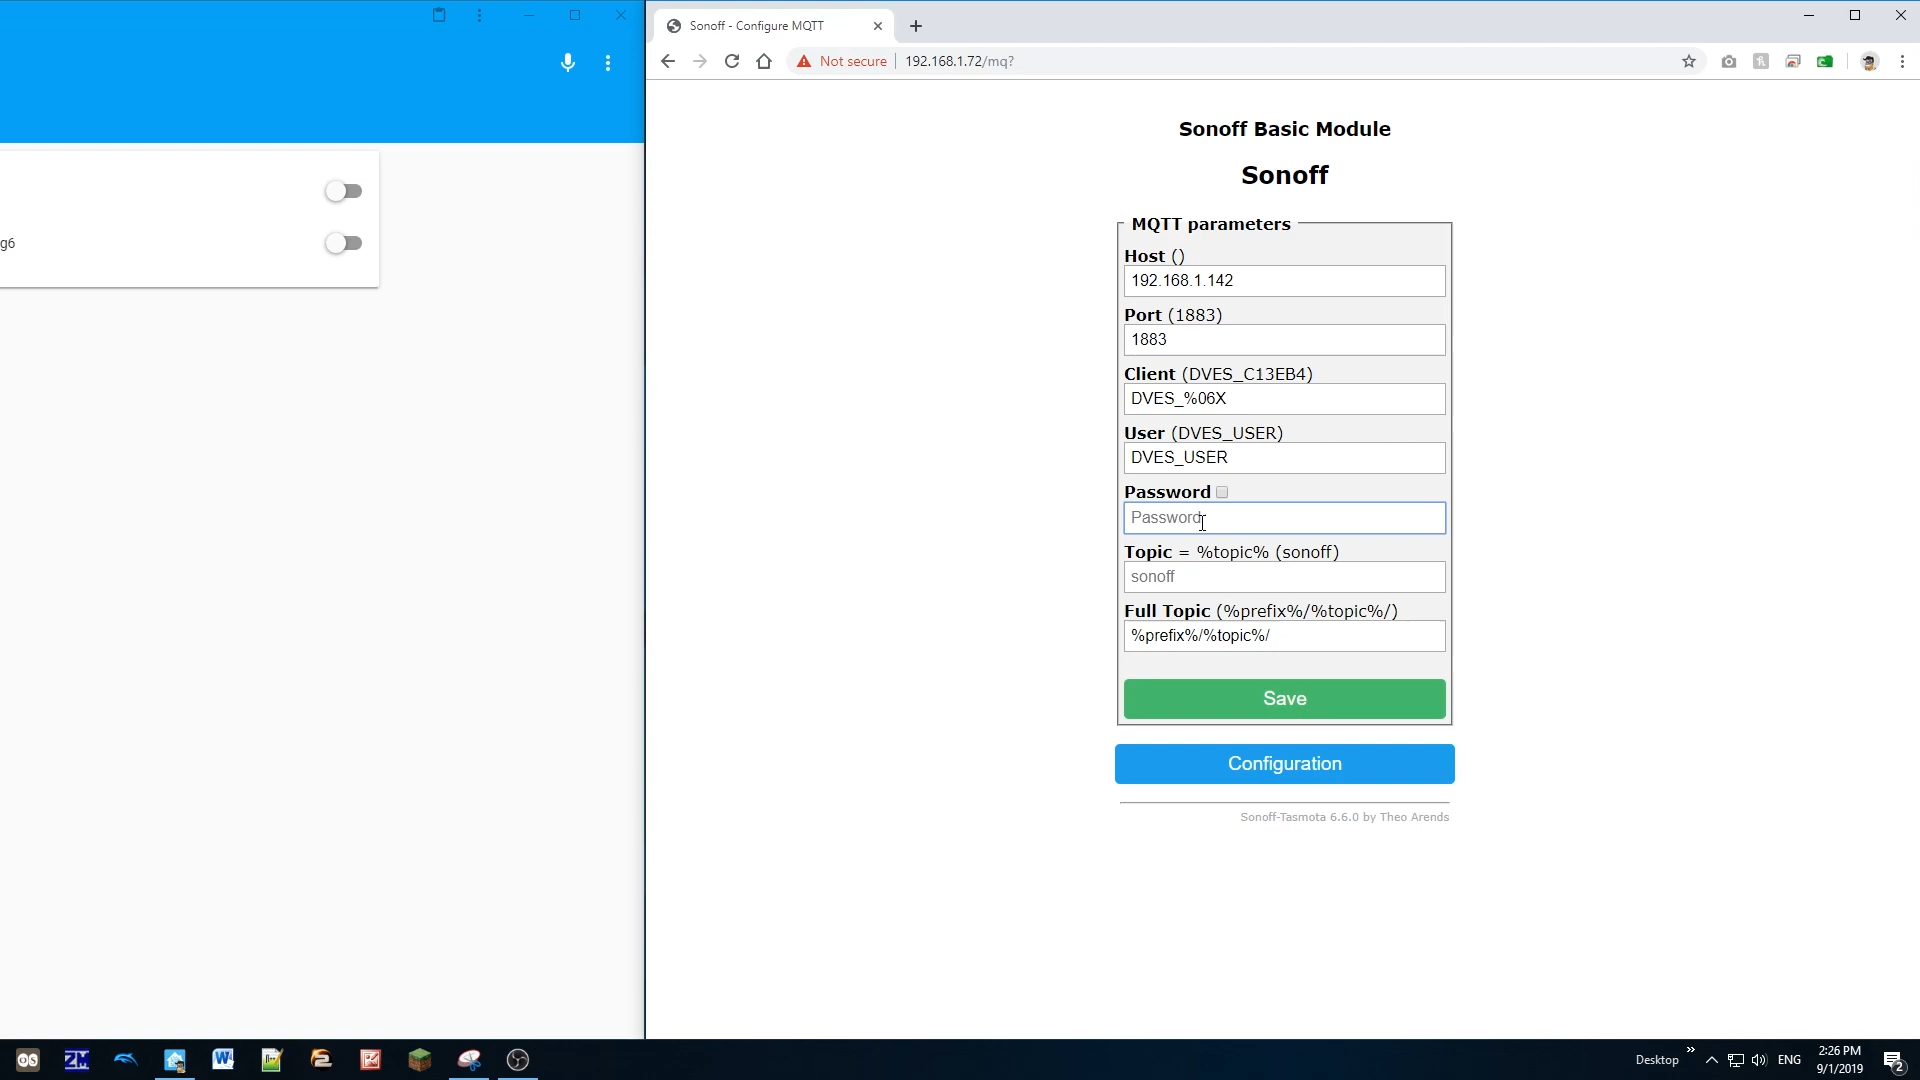 Sonoff - Configure MQTT
Not secure
192.168.1.72/mq?
g6
Sonoff Basic Module
Sonoff
MQTT parameters
Host ()
192.168.1.142
Port (1883)
1883
Client (DVES_C13EB4)
DVES_%06X
User (DVES_USER)
DVES_USER
Password
Password
Topic = %topic% (sonoff)
sonoff
Full Topic (%prefix%/%topic%/)
%prefix%/%topic%/
Save
Configuration
Sonoff-Tasmota 6.6.0 by Theo Arends
Desktop
ENG
2:26 PM
9/1/2019
2